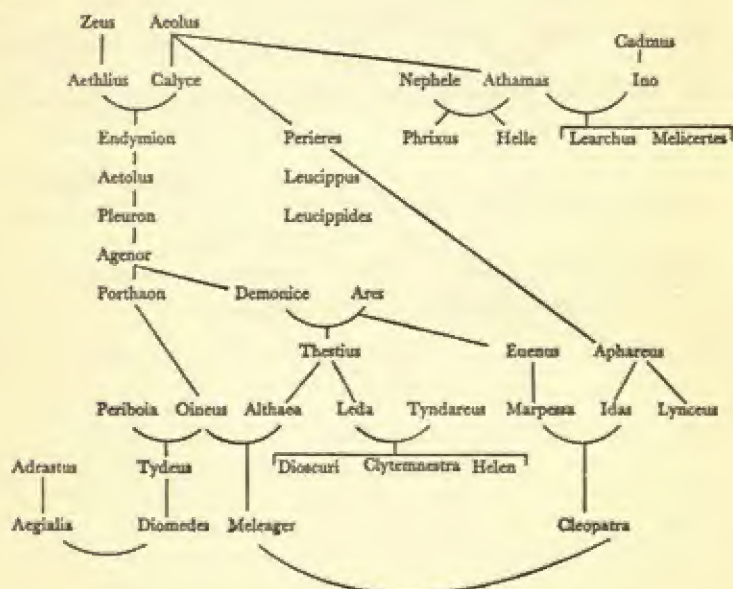 Zeus Aeolus
Cadmus
Aethlius Calyce Nephele Athamas Ino
Endymion Perieres Phrixus Helle Learchus Melicertes
Aetolus Leucippus
Pleuron Leucippides
Agenor
Porthaon Demonice Ares
Thestius Euenus Aphareus
Periboia Oineus Althaea Leda Tyndareus Marpessa Idas Lynceus
Adrastus Tydeus Dioscuri Clytemnestra Helen
Aegialia Diomedes Meleager Cleopatra